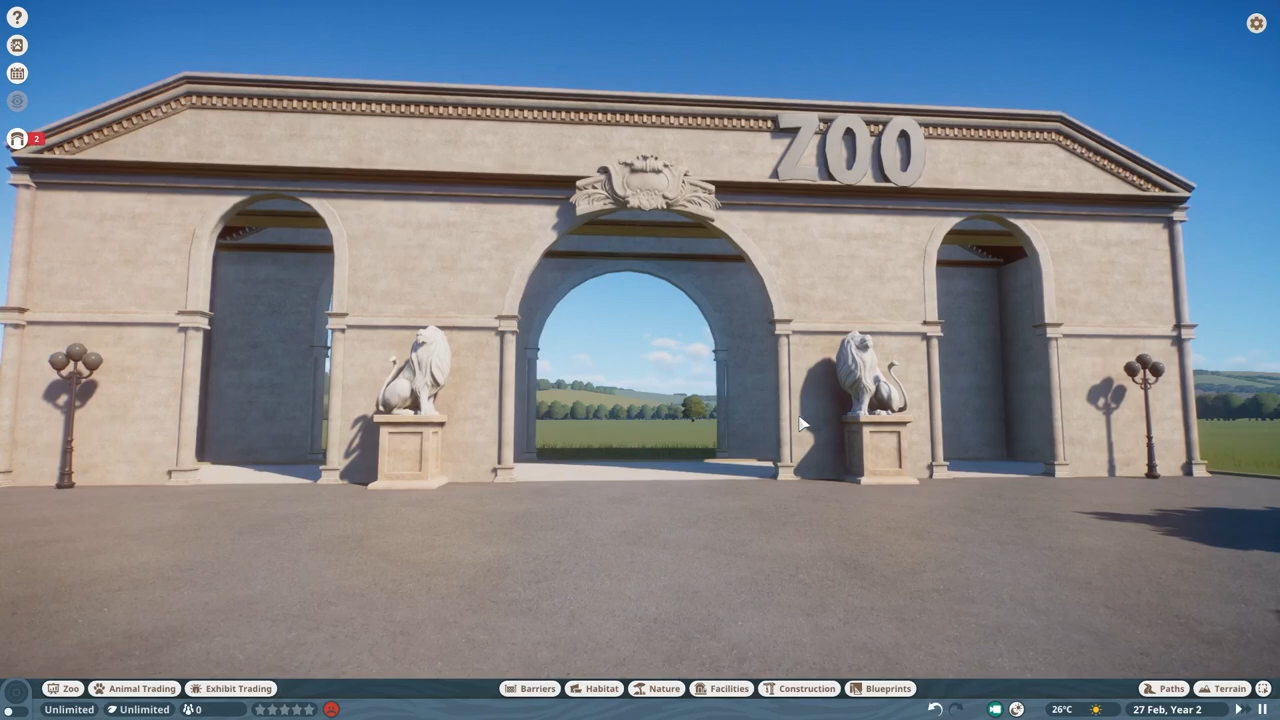 ?
2
ZOO
Zoo Animal Trading Exhibit Trading Barriers Habitat Nature Facilities Construction Blueprints Paths Terrain
Unlimited Unlimited 0 26°C 27 Feb, Year 2